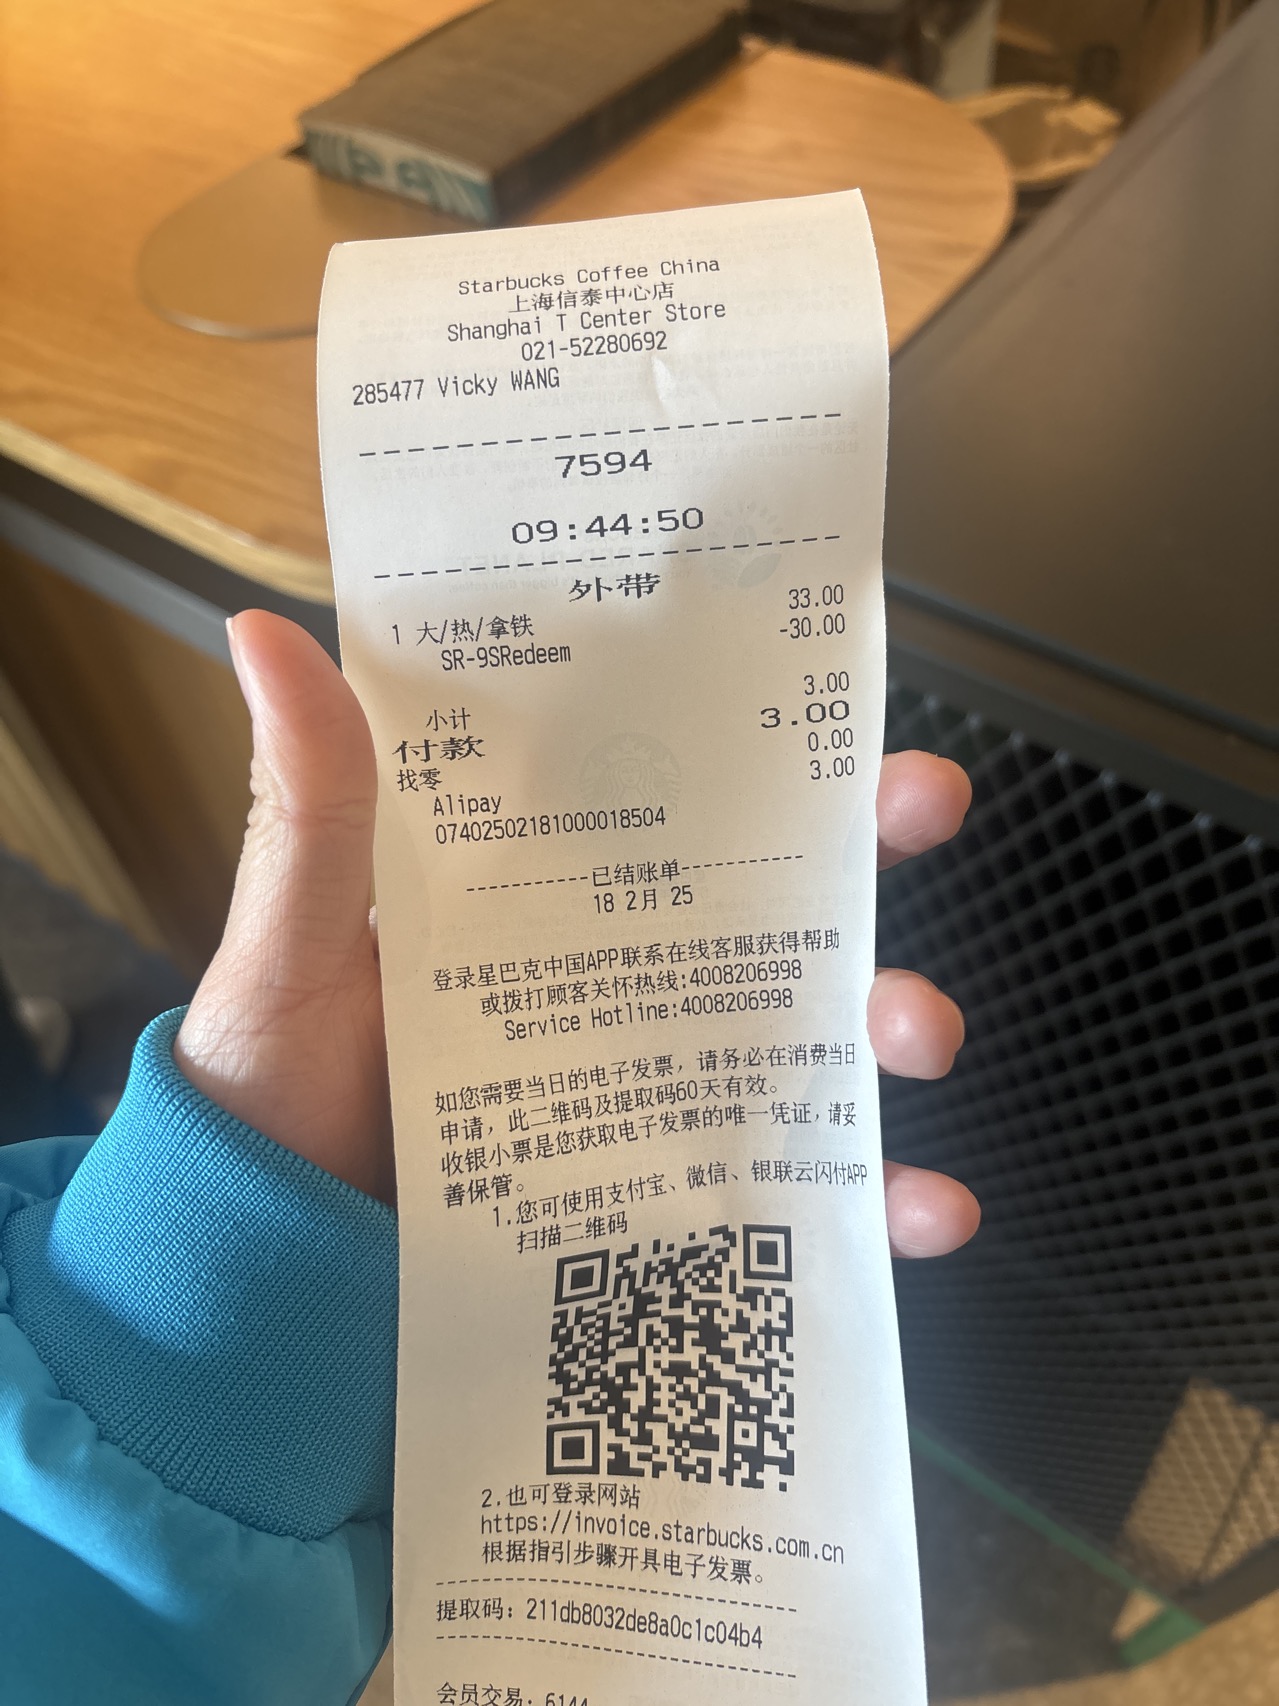 Starbucks Coffee China
上海信泰中心店
Shanghai T Center Store
021-52280692
285477 Vicky WANG
7594
09:44:50
外带
1 大/热/拿铁 33.00
SR-9SRedeem -30.00
小计 3.00
付款 3.00
找零 0.00
Alipay 3.00
07402502181000018504
-----------已结账单-----------
18 2月 25
登录星巴克中国APP联系在线客服获得帮助
或拨打顾客关怀热线:4008206998
Service Hotline:4008206998
如您需要当日的电子发票，请务必在消费当日
申请，此二维码及提取码60天有效。
收银小票是您获取电子发票的唯一凭证，请妥
善保管。
1.您可使用支付宝、微信、银联云闪付APP
扫描二维码
2.也可登录网站
https://invoice.starbucks.com.cn
根据指引步骤开具电子发票。
提取码：211db8032de8a0c1c04b4
会员交易：6144